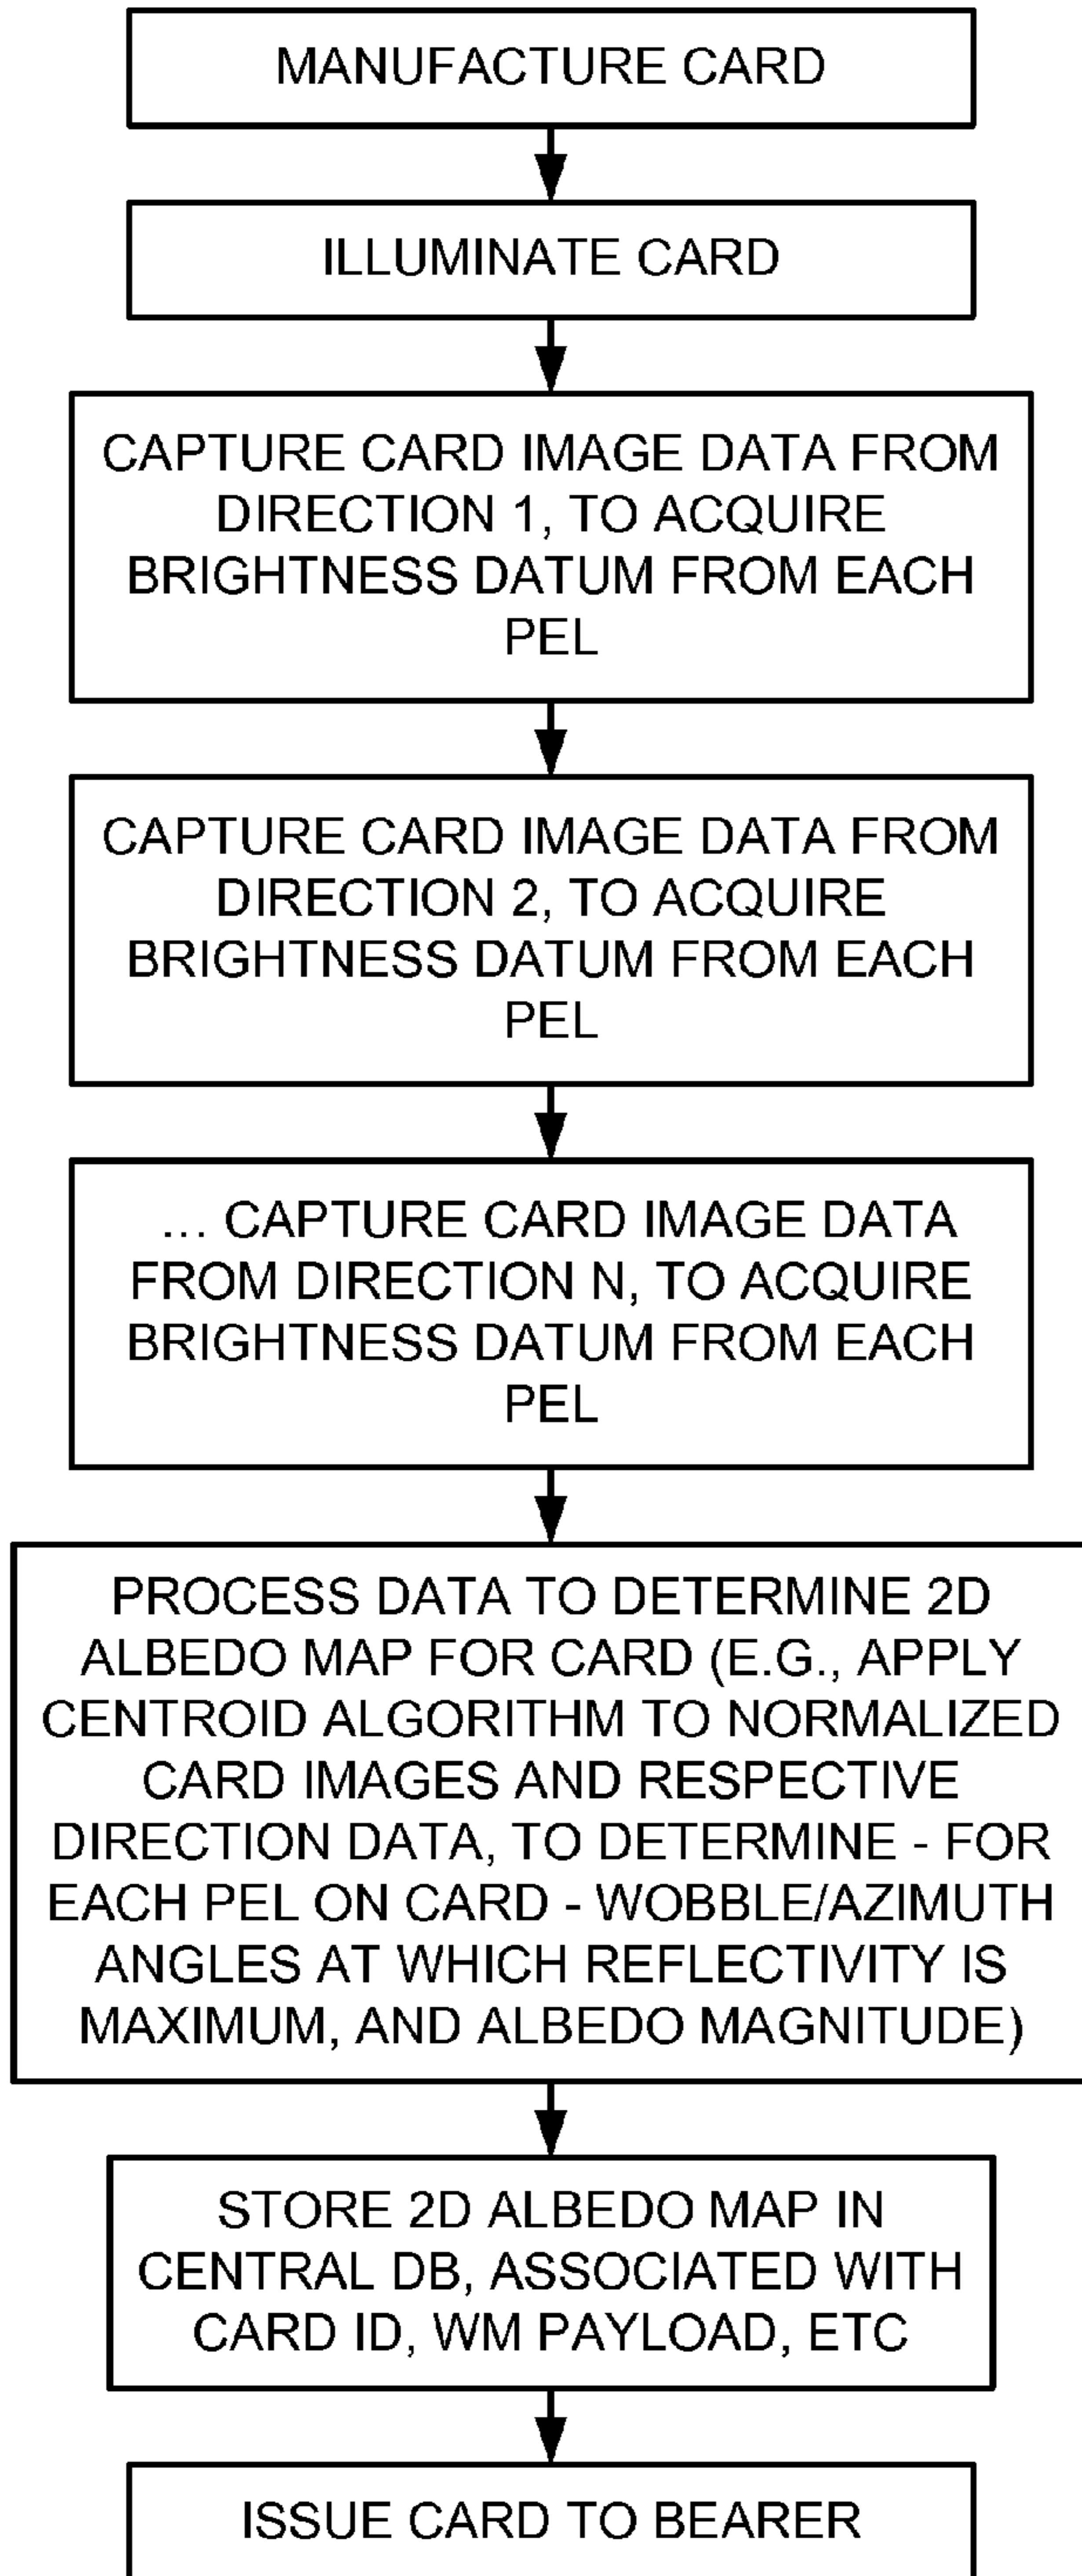 MANUFACTURE CARD
ILLUMINATE CARD
CAPTURE CARD IMAGE DATA FROM
DIRECTION 1, TO ACQUIRE
BRIGHTNESS DATUM FROM EACH
PEL
CAPTURE CARD IMAGE DATA FROM
DIRECTION 2, TO ACQUIRE
BRIGHTNESS DATUM FROM EACH
PEL
... CAPTURE CARD IMAGE DATA
FROM DIRECTION N, TO ACQUIRE
BRIGHTNESS DATUM FROM EACH
PEL
PROCESS DATA TO DETERMINE 2D
ALBEDO MAP FOR CARD (E.G., APPLY
CENTROID ALGORITHM TO NORMALIZED
CARD IMAGES AND RESPECTIVE
DIRECTION DATA, TO DETERMINE - FOR
EACH PEL ON CARD - WOBBLE/AZIMUTH
ANGLES AT WHICH REFLECTIVITY IS
MAXIMUM, AND ALBEDO MAGNITUDE)
STORE 2D ALBEDO MAP IN
CENTRAL DB, ASSOCIATED WITH
CARD ID, WM PAYLOAD, ETC
ISSUE CARD TO BEARER